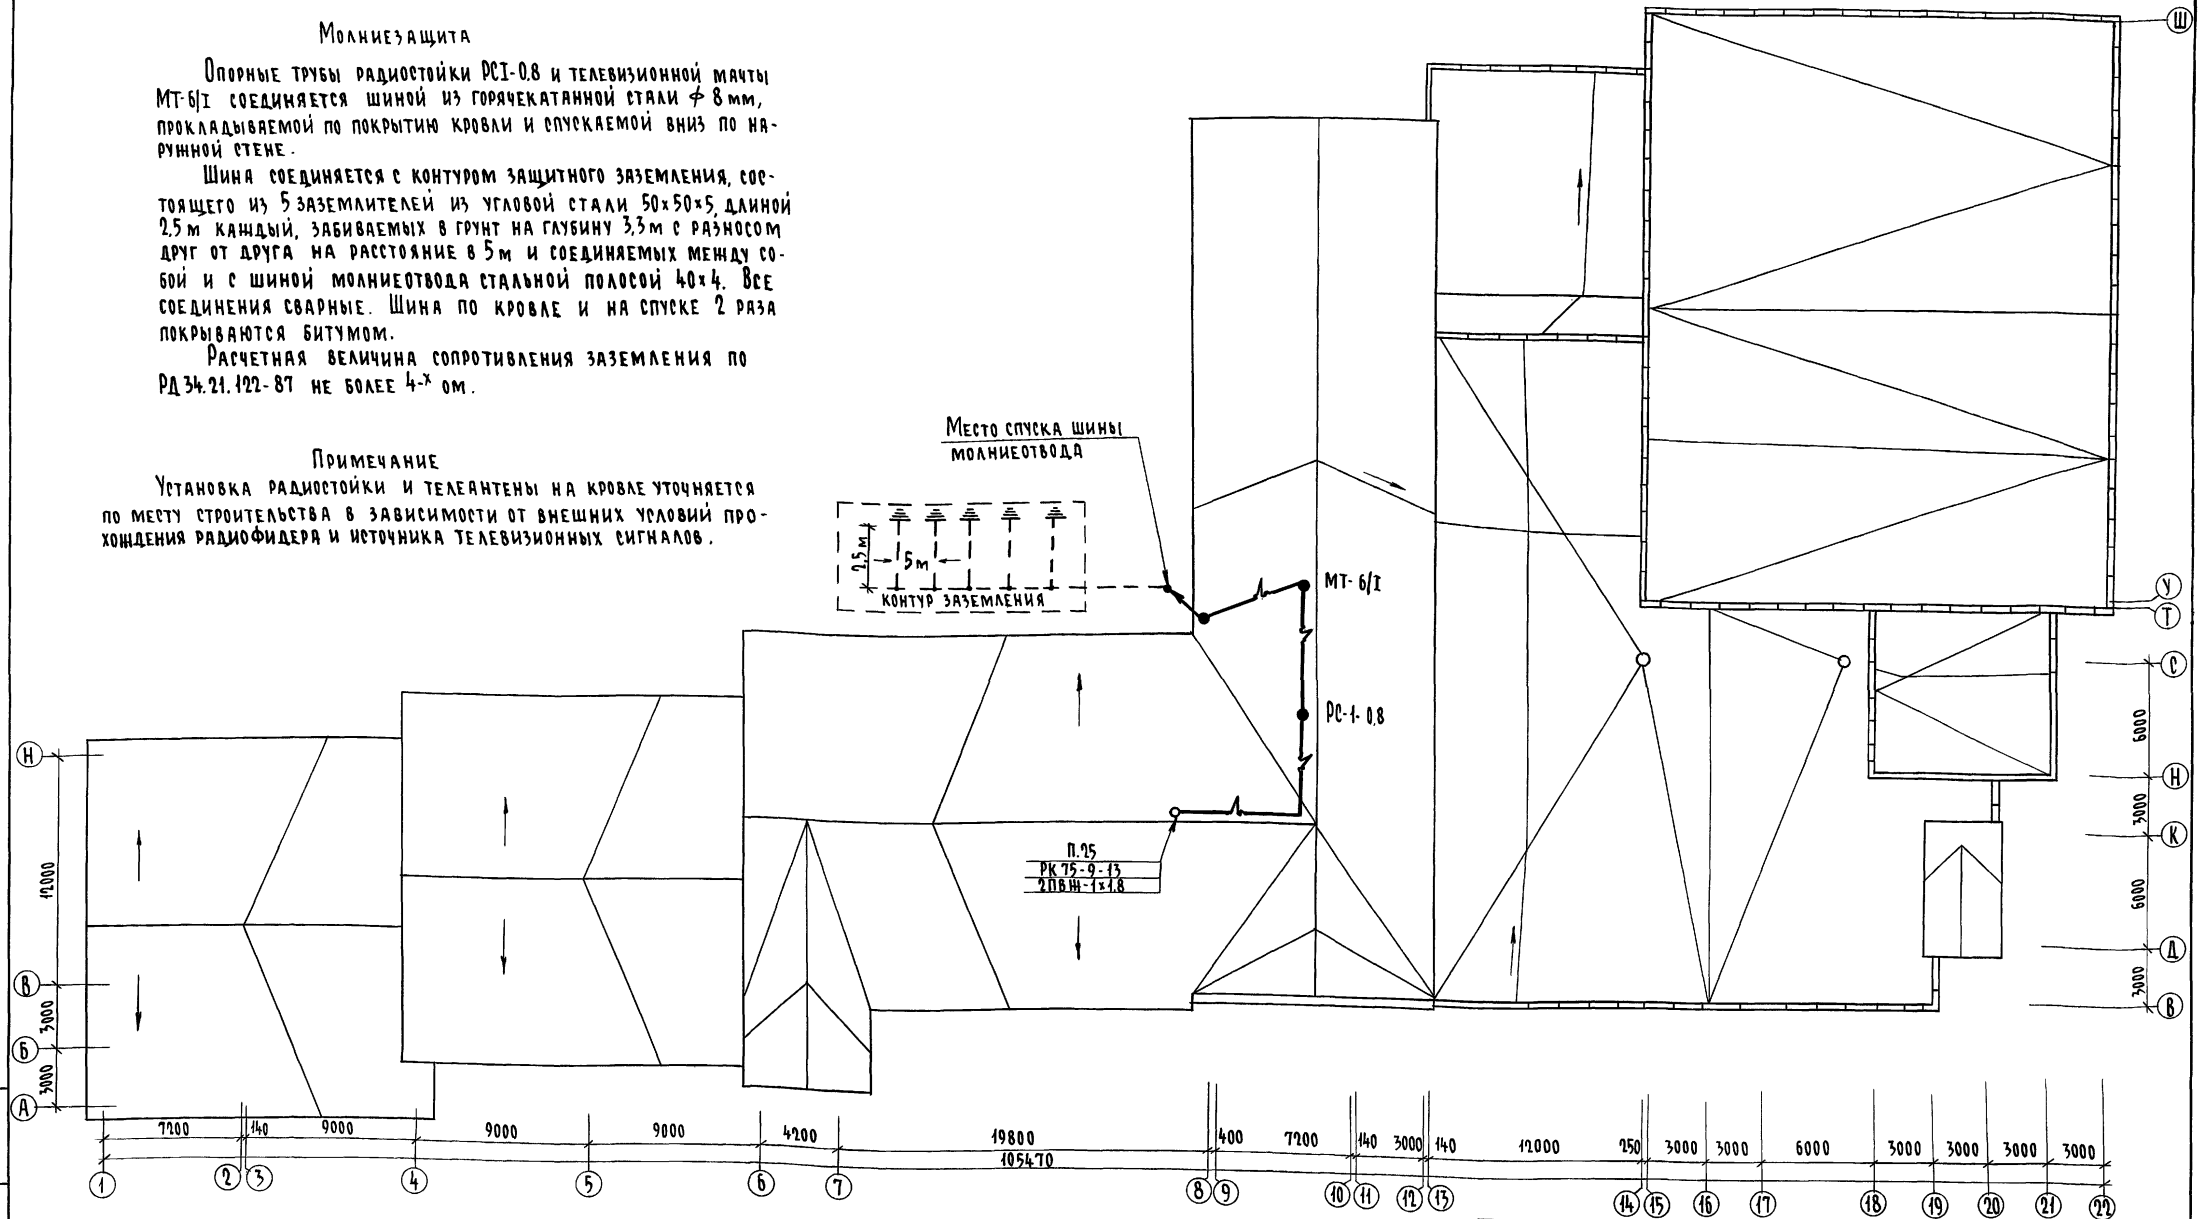 Молниезащита
Опорные трубы радиостойки РСI-0.8 и телевизионной мачты
МТ-6/I соединяется шиной из горячекатанной стали ф 8 мм,
прокладываемой по покрытию кровли и спускаемой вниз по на-
ружной стене.
Шина соединяется с контуром защитного заземления, сос-
тоящего из 5 заземлителей из угловой стали 50х50х5, длиной
2,5 м каждый, забиваемых в грунт на глубину 3,3 м с разносом
друг от друга на расстояние в 5 м и соединяемых между со-
бой и с шиной молниеотвода стальной полосой 40х4. Все
соединения сварные. Шина по кровле и на спуске 2 раза
покрываются битумом.
Расчетная величина сопротивления заземления по
РД 34.21.122-87 не более 4-х ом.
Примечание
Установка радиостойки и телеантены на кровле уточняется
по месту строительства в зависимости от внешних условий про-
хождения радиофидера и источника телевизионных сигналов.
Место спуска шины
молниеотвода
2,5 м
5 м
контур заземления
МТ-6/I
РС-1-0,8
П.25
РК 75-9-13
2ПВЖ-1х1.8
Н
В
Б
А
12000
3000
3000
Ш
У
Т
С
Н
К
Д
В
6000
3000
6000
3000
7200 140 9000 9000 9000 4200 19800 400 7200 140 3000 140 12000 250 3000 3000 6000 3000 3000 3000 3000
105470
1 2 3 4 5 6 7 8 9 10 11 12 13 14 15 16 17 18 19 20 21 22